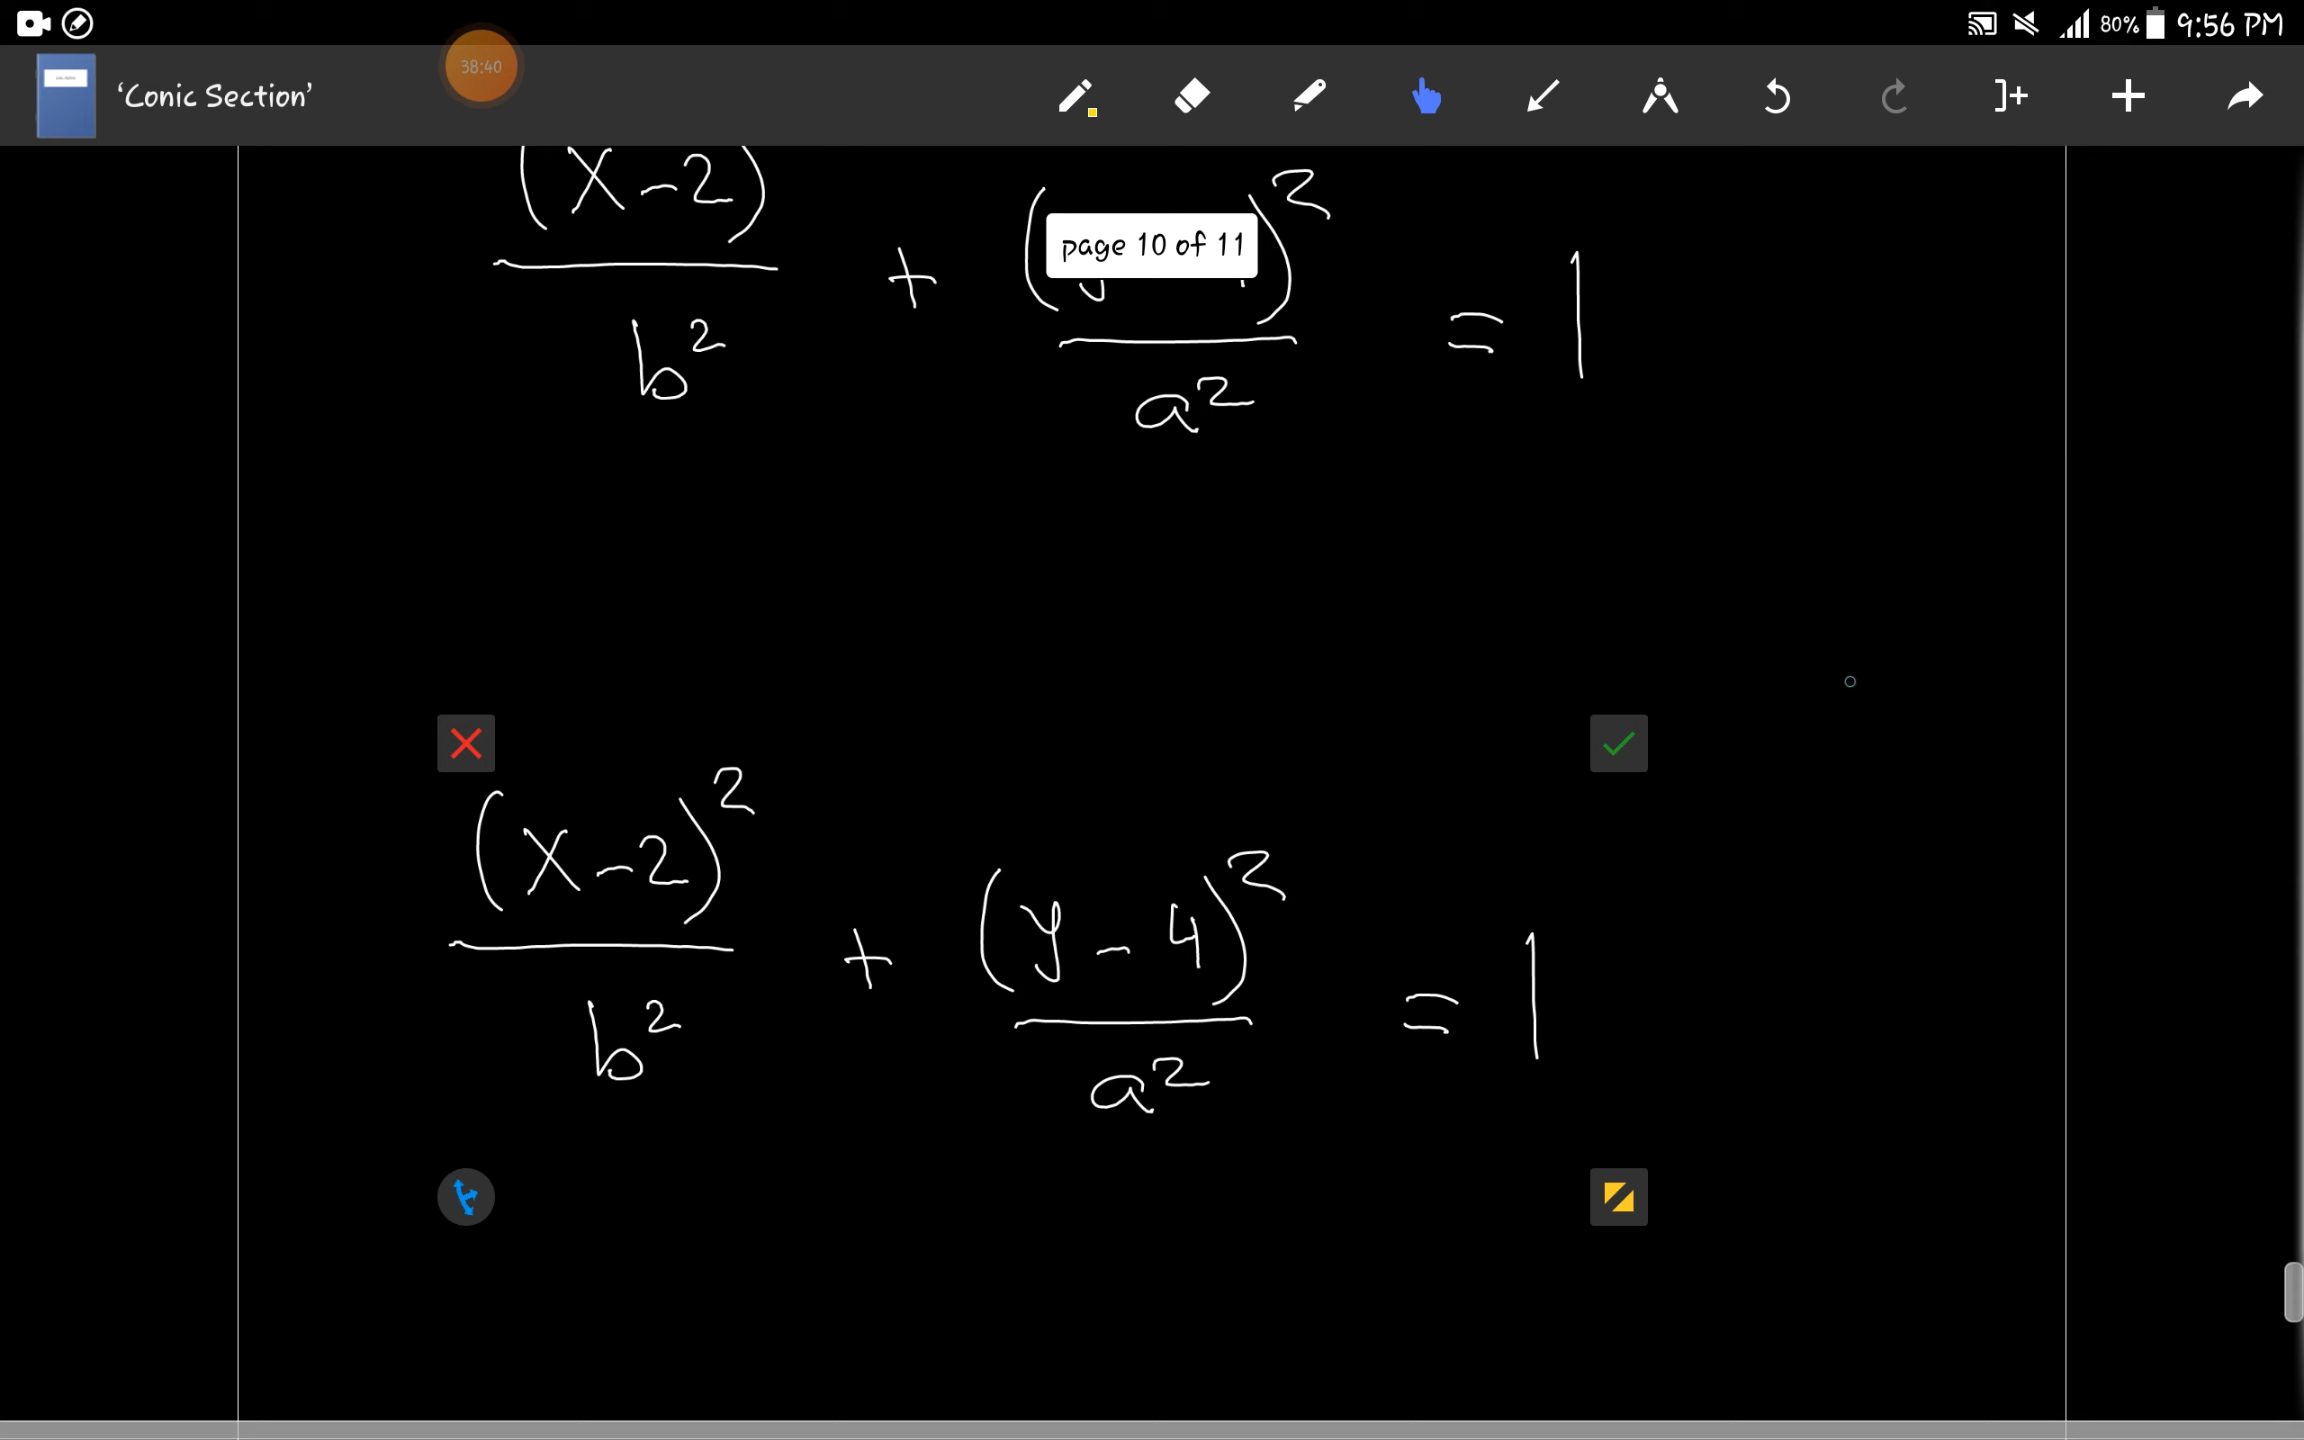 80% 9:56 PM
'Conic Section' 38:40
(x-2)
b²
+
( )²
page 10 of 11
a²
= 1
(x-2)²
b²
+
(y-4)²
a²
= 1